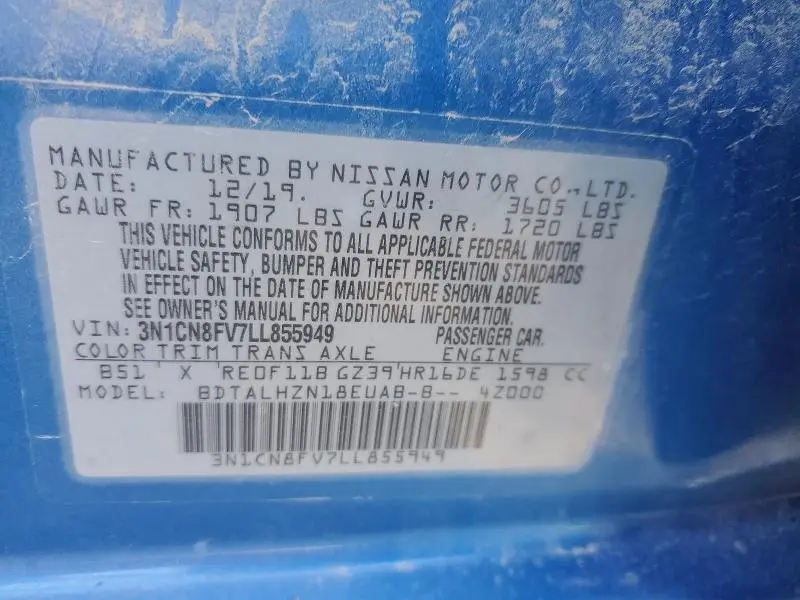 MANUFACTURED BY NISSAN MOTOR CO.,LTD.
DATE: 12/19. GVWR: 3605 LBS
GAWR FR: 1907 LBS GAWR RR: 1720 LBS
THIS VEHICLE CONFORMS TO ALL APPLICABLE FEDERAL MOTOR
VEHICLE SAFETY, BUMPER AND THEFT PREVENTION STANDARDS
IN EFFECT ON THE DATE OF MANUFACTURE SHOWN ABOVE.
SEE OWNER'S MANUAL FOR ADDITIONAL INFORMATION.
VIN: 3N1CN8FV7LL855949 PASSENGER CAR.
COLOR TRIM TRANS AXLE ENGINE
B51 X RE0F11B GZ39 HR16DE 1598 CC
MODEL: BDTALHZN18EUAB-B-- 4Z000
3N1CN8FV7LL855949